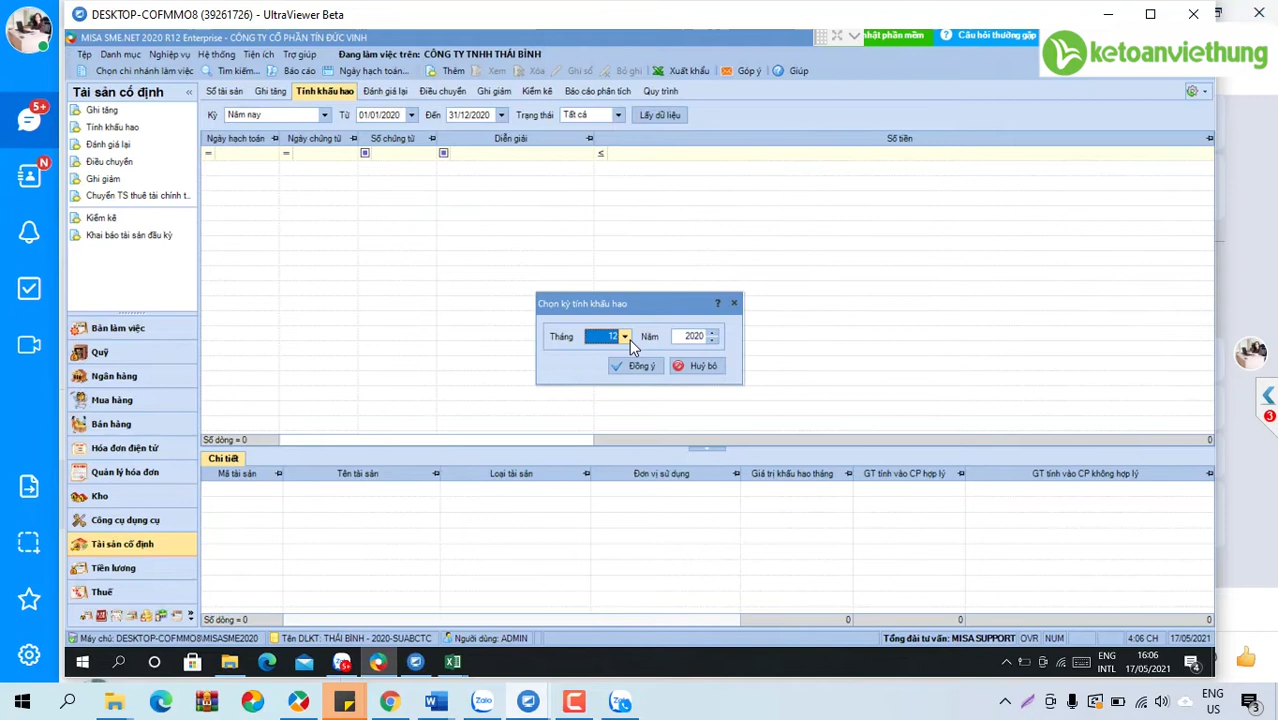 DESKTOP-COFMMO8 (39261726) - UltraViewer Beta
MISA SME.NET 2020 R12 Enterprise - CÔNG TY CỔ PHẦN TÍN ĐỨC VINH
nhật phần mềm
Câu hỏi thường gặp
ketoanviethung
Tệp Danh mục Nghiệp vụ Hệ thống Tiện ích Trợ giúp Đang làm việc trên: CÔNG TY TNHH THÁI BÌNH
Chọn chi nhánh làm việc Tìm kiếm... Báo cáo Ngày hạch toán... Thêm Xem Xóa Ghi sổ Bỏ ghi Xuất khẩu Góp ý Giúp
Tài sản cố định «
Sổ tài sản Ghi tăng Tính khấu hao Đánh giá lại Điều chuyển Ghi giảm Kiểm kê Báo cáo phân tích Quy trình
Kỳ Năm nay Từ 01/01/2020 Đến 31/12/2020 Trạng thái Tất cả Lấy dữ liệu
Ngày hạch toán Ngày chứng từ Số chứng từ Diễn giải Số tiền
= = ≤
Ghi tăng
Tính khấu hao
Đánh giá lại
Điều chuyển
Ghi giảm
Chuyển TS thuê tài chính t..
Kiểm kê
Khai báo tài sản đầu kỳ
Chọn kỳ tính khấu hao ?
Tháng 12 Năm 2020
Đồng ý Huỷ bỏ
Số dòng = 0 0
Chi tiết
Mã tài sản Tên tài sản Loại tài sản Đơn vị sử dụng Giá trị khấu hao tháng GT tính vào CP hợp lý GT tính vào CP không hợp lý
Số dòng = 0 0 0 0
Bàn làm việc
Quỹ
Ngân hàng
Mua hàng
Bán hàng
Hóa đơn điện tử
Quản lý hóa đơn
Kho
Công cụ dụng cụ
Tài sản cố định
Tiền lương
Thuế
Máy chủ: DESKTOP-COFMMO8\MISASME2020 Tên DLKT: THÁI BÌNH - 2020-SUABCTC Người dùng: ADMIN Tổng đài tư vấn: MISA SUPPORT OVR NUM 4:06 CH 17/05/2021
5+
N
3
ENG
INTL
16:06
17/05/2021
4
ENG
US
3